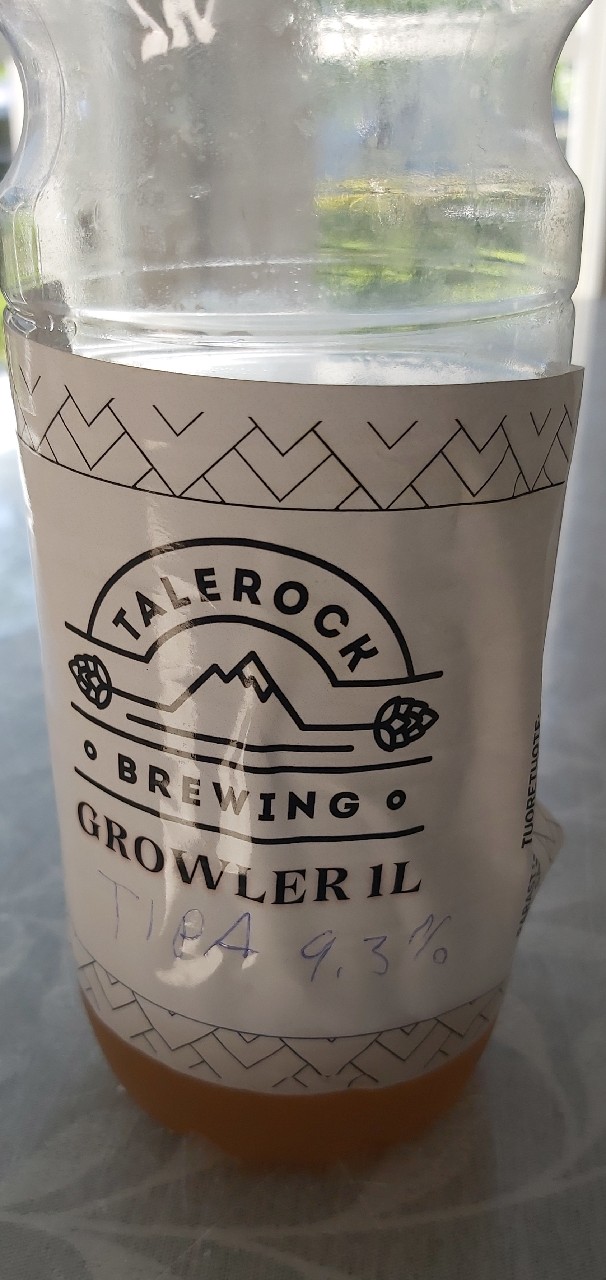 TALEROCK
BREWING
GROWLER 1L
TIPA 9.3%
TUORETUOTE.